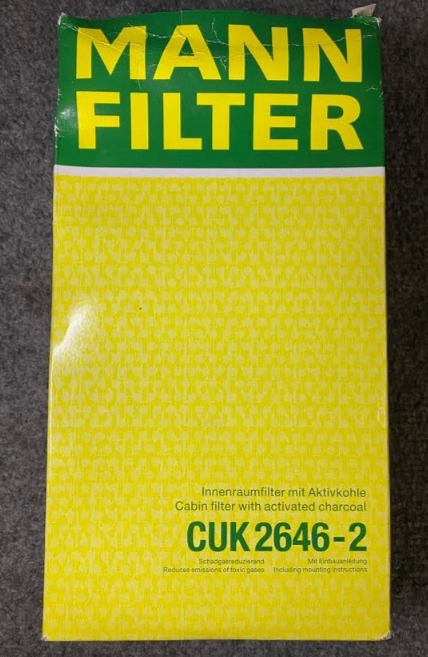 MANN
FILTER
Innenraumfilter mit Aktivkohle
Cabin filter with activated charcoal
CUK 2646-2
Schadgasreduzierend Mit Einbauanleitung
Reduces emissions of toxic gases Including mounting instructions